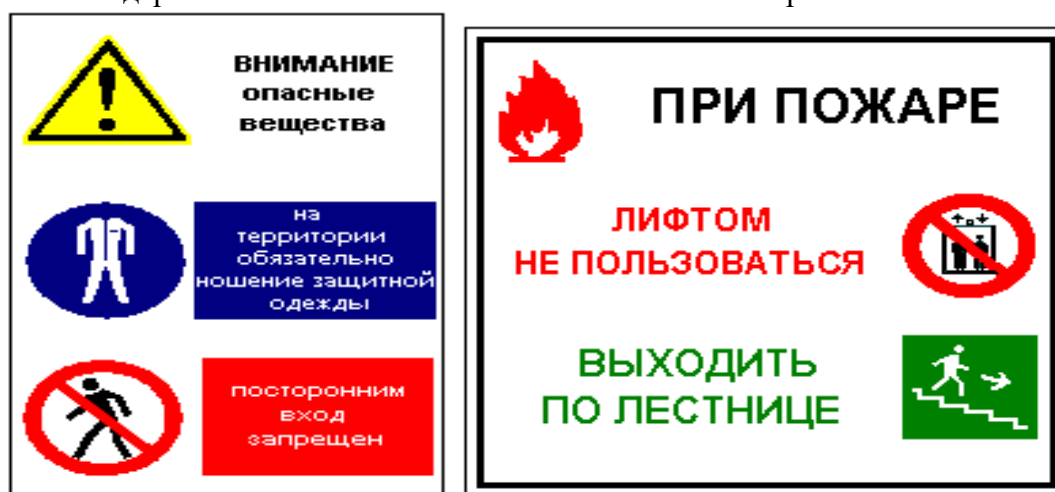 ВНИМАНИЕ
опасные
вещества
на
территории
обязательно
ношение защитной
одежды
посторонним
вход
запрещен
ПРИ ПОЖАРЕ
ЛИФТОМ
НЕ ПОЛЬЗОВАТЬСЯ
ВЫХОДИТЬ
ПО ЛЕСТНИЦЕ